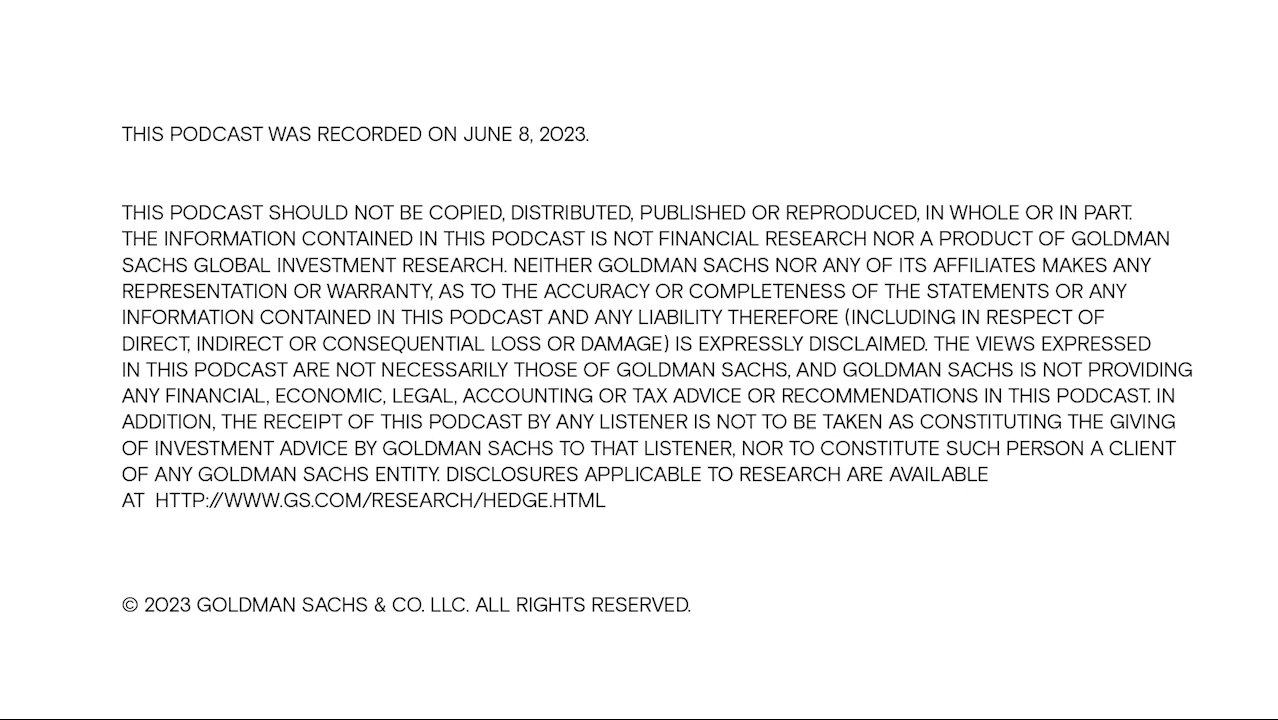 THIS PODCAST WAS RECORDED ON JUNE 8, 2023.
THIS PODCAST SHOULD NOT BE COPIED, DISTRIBUTED, PUBLISHED OR REPRODUCED, IN WHOLE OR IN PART.
THE INFORMATION CONTAINED IN THIS PODCAST IS NOT FINANCIAL RESEARCH NOR A PRODUCT OF GOLDMAN
SACHS GLOBAL INVESTMENT RESEARCH. NEITHER GOLDMAN SACHS NOR ANY OF ITS AFFILIATES MAKES ANY
REPRESENTATION OR WARRANTY, AS TO THE ACCURACY OR COMPLETENESS OF THE STATEMENTS OR ANY
INFORMATION CONTAINED IN THIS PODCAST AND ANY LIABILITY THEREFORE (INCLUDING IN RESPECT OF
DIRECT, INDIRECT OR CONSEQUENTIAL LOSS OR DAMAGE) IS EXPRESSLY DISCLAIMED. THE VIEWS EXPRESSED
IN THIS PODCAST ARE NOT NECESSARILY THOSE OF GOLDMAN SACHS, AND GOLDMAN SACHS IS NOT PROVIDING
ANY FINANCIAL, ECONOMIC, LEGAL, ACCOUNTING OR TAX ADVICE OR RECOMMENDATIONS IN THIS PODCAST. IN
ADDITION, THE RECEIPT OF THIS PODCAST BY ANY LISTENER IS NOT TO BE TAKEN AS CONSTITUTING THE GIVING
OF INVESTMENT ADVICE BY GOLDMAN SACHS TO THAT LISTENER, NOR TO CONSTITUTE SUCH PERSON A CLIENT
OF ANY GOLDMAN SACHS ENTITY. DISCLOSURES APPLICABLE TO RESEARCH ARE AVAILABLE
AT  HTTP://WWW.GS.COM/RESEARCH/HEDGE.HTML
© 2023 GOLDMAN SACHS & CO. LLC. ALL RIGHTS RESERVED.